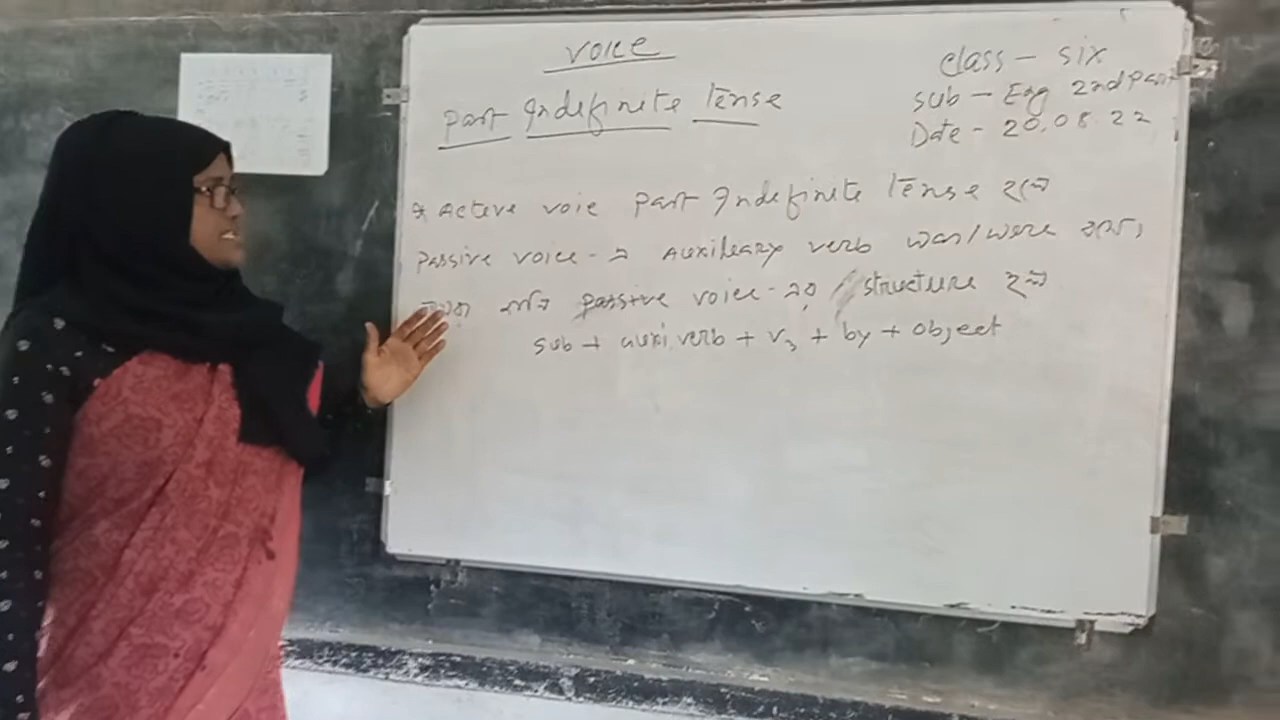 voice
Past Indefinite Tense
class - six
sub - Eng 2nd Part
Date - 20.08.22
* Active voie Past Indefinite Tense হলে
passive voice - এ Auxileary verb was/were হবে,
passive voice-এর structure হল
sub + auxi.verb + V3 + by + object